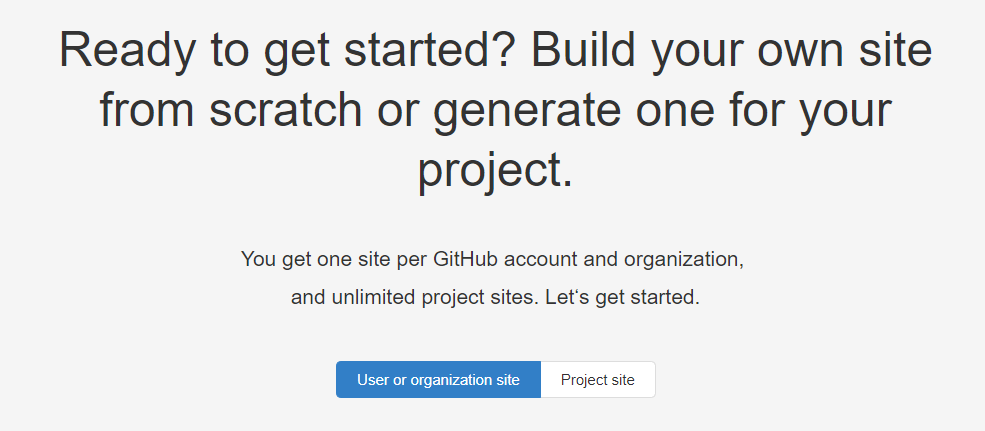 Ready to get started? Build your own site
from scratch or generate one for your
project.
You get one site per GitHub account and organization,
and unlimited project sites. Let‘s get started.
User or organization site
Project site